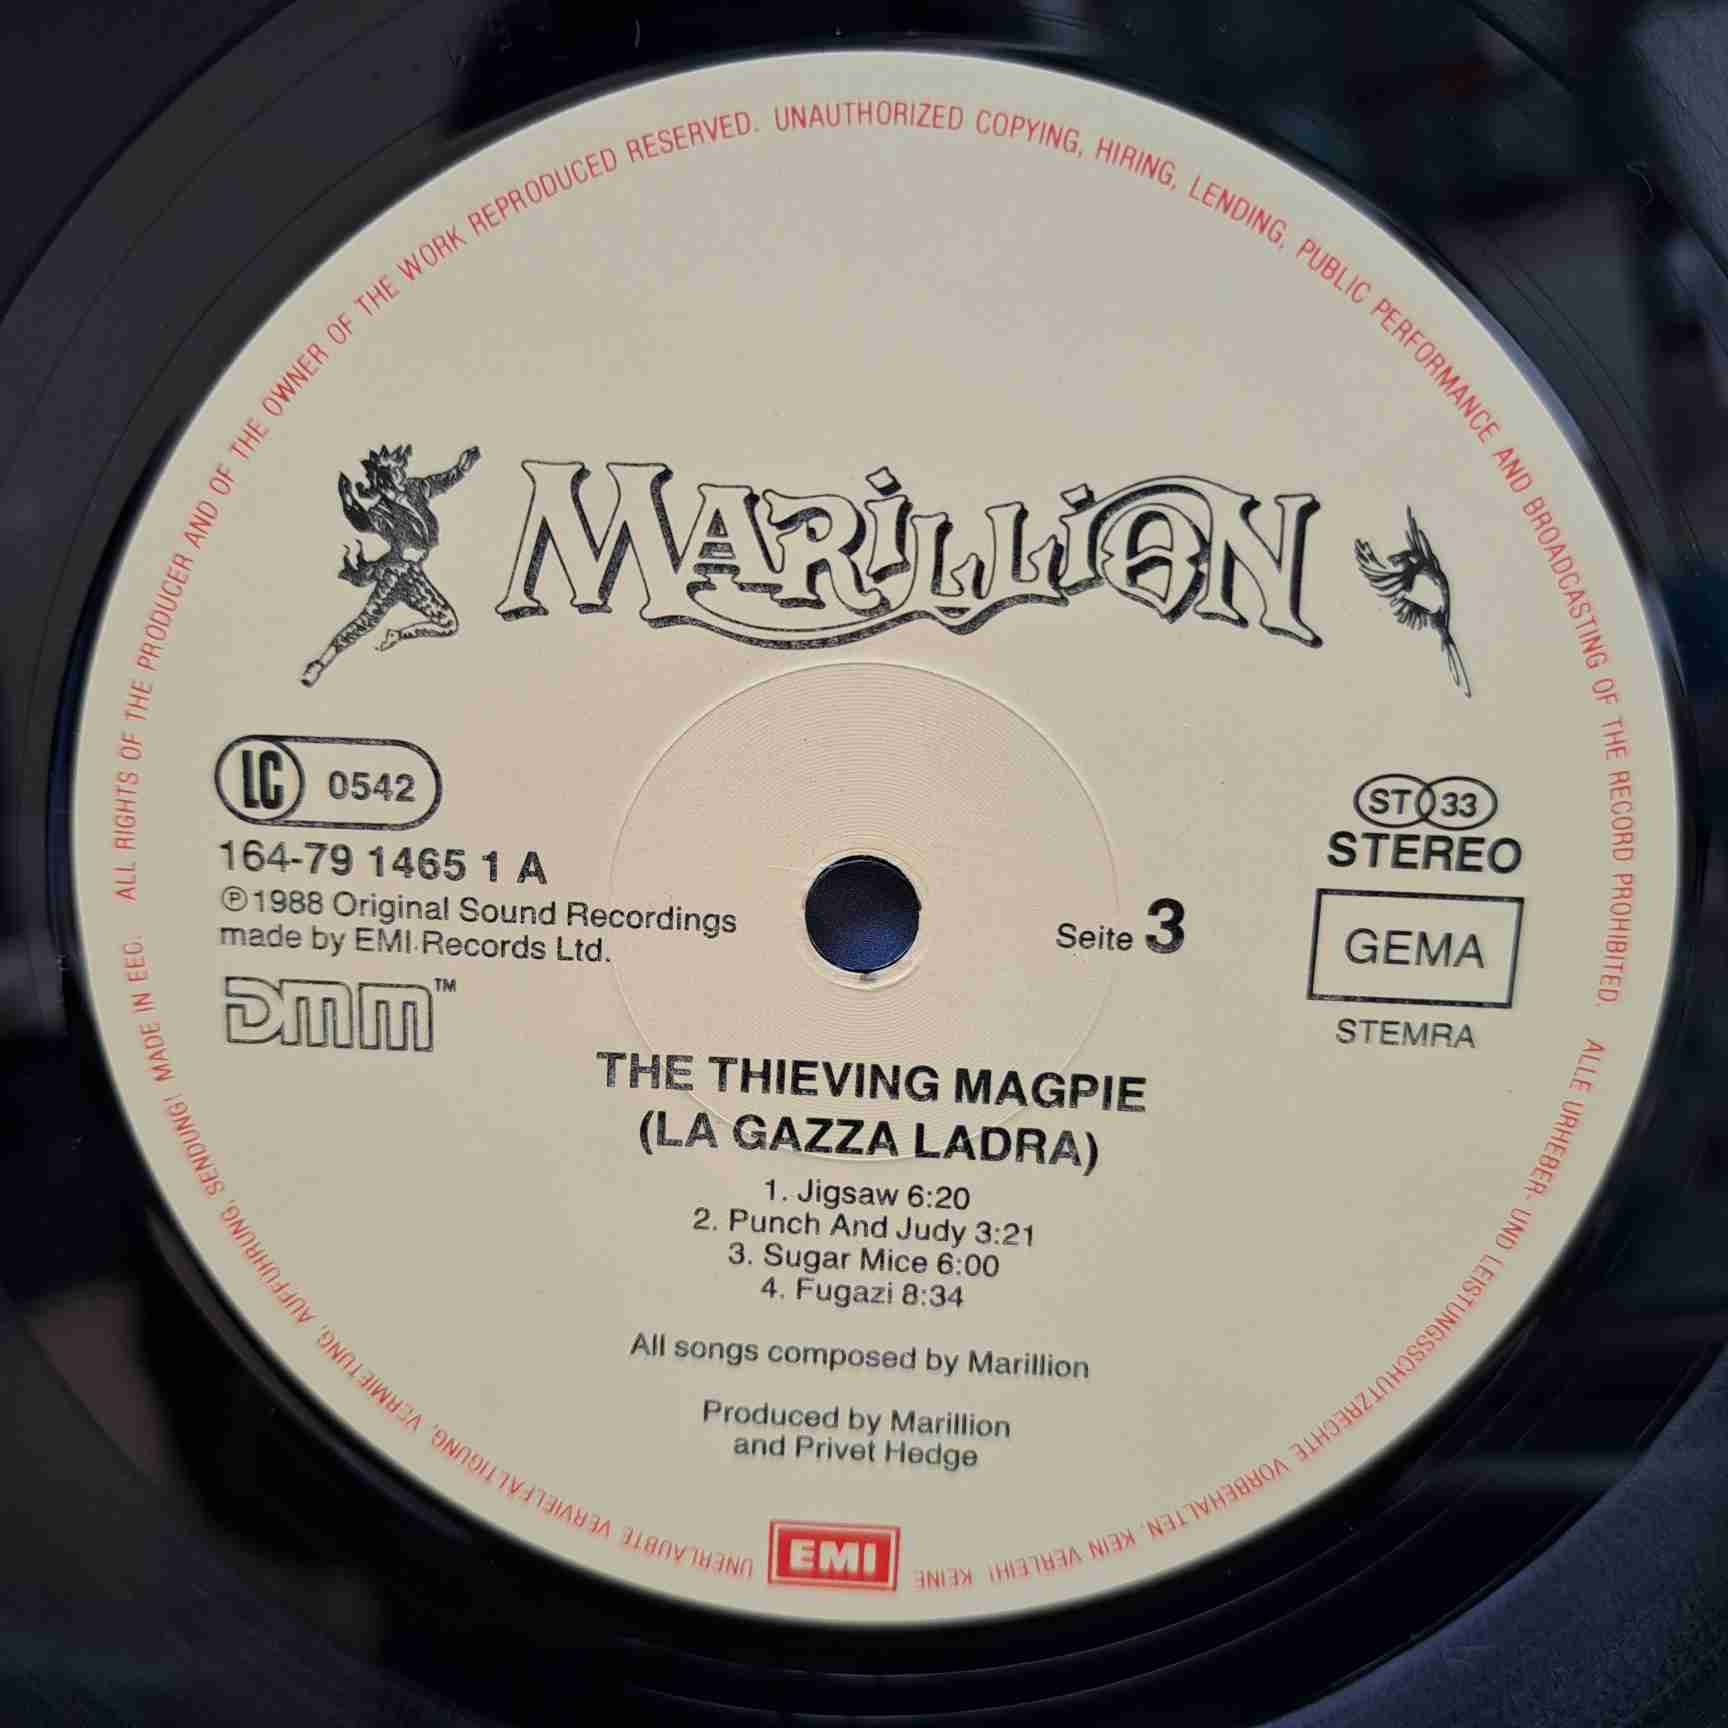 MADE IN EEC. ALL RIGHTS OF THE PRODUCER AND OF THE OWNER OF THE WORK REPRODUCED RESERVED. UNAUTHORIZED COPYING, HIRING, LENDING, PUBLIC PERFORMANCE AND BROADCASTING OF THE RECORD PROHIBITED.
ALLE URHEBER- UND LEISTUNGSSCHUTZRECHTE VORBEHALTEN. KEIN VERLEIH! KEINE UNERLAUBTE VERVIELFÄLTIGUNG, VERMIETUNG, AUFFÜHRUNG, SENDUNG!
MARILLION
LC 0542
164-79 1465 1 A
Ⓟ 1988 Original Sound Recordings
made by EMI Records Ltd.
DMM™
Seite 3
ST 33
STEREO
GEMA
STEMRA
THE THIEVING MAGPIE
(LA GAZZA LADRA)
1. Jigsaw 6:20
2. Punch And Judy 3:21
3. Sugar Mice 6:00
4. Fugazi 8:34
All songs composed by Marillion
Produced by Marillion
and Privet Hedge
EMI